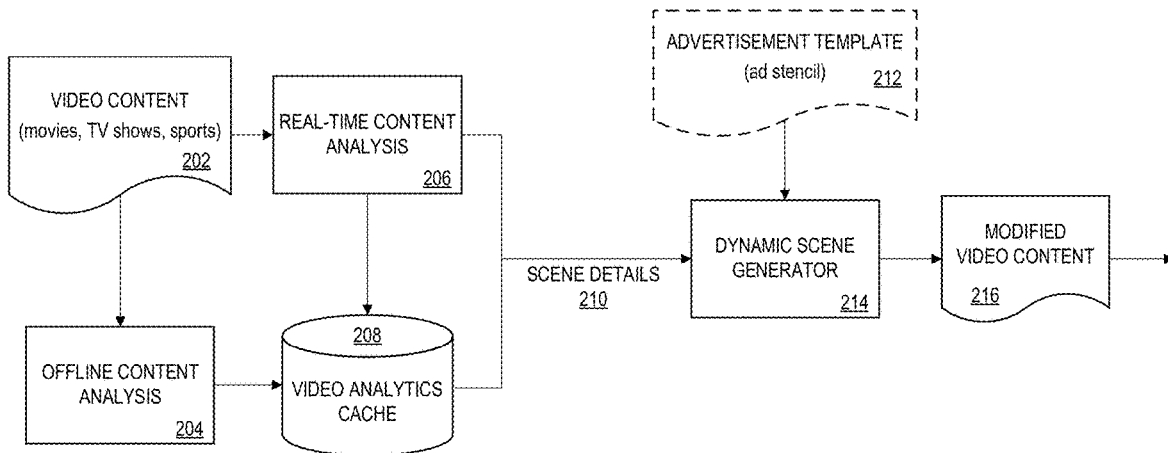 VIDEO CONTENT
(movies, TV shows, sports)
202
REAL-TIME CONTENT
ANALYSIS
206
ADVERTISEMENT TEMPLATE
(ad stencil)
212
OFFLINE CONTENT
ANALYSIS
204
208
VIDEO ANALYTICS
CACHE
SCENE DETAILS
210
DYNAMIC SCENE
GENERATOR
214
MODIFIED
VIDEO CONTENT
216